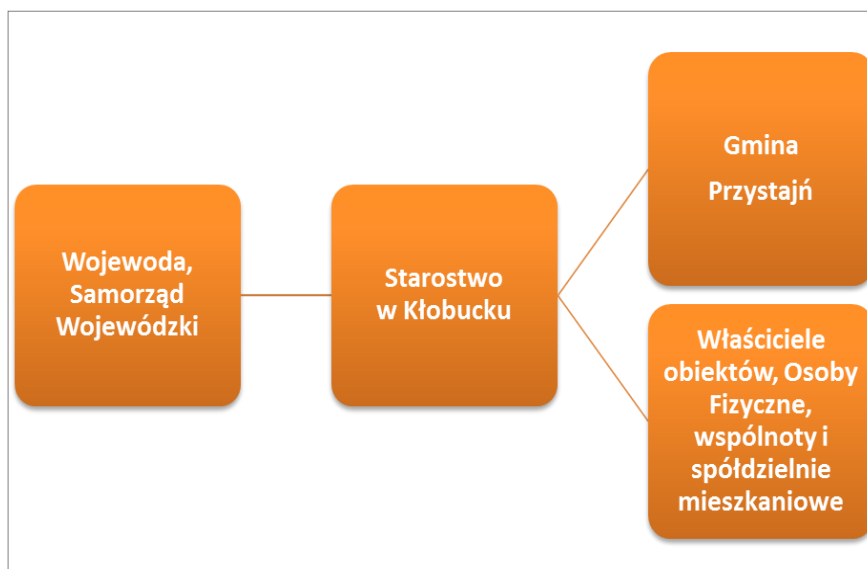 Wojewoda,
Samorząd
Wojewódzki
Starostwo
w Kłobucku
Gmina
Przystajń
Właściciele
obiektów, Osoby
Fizyczne,
wspólnoty i
spółdzielnie
mieszkaniowe